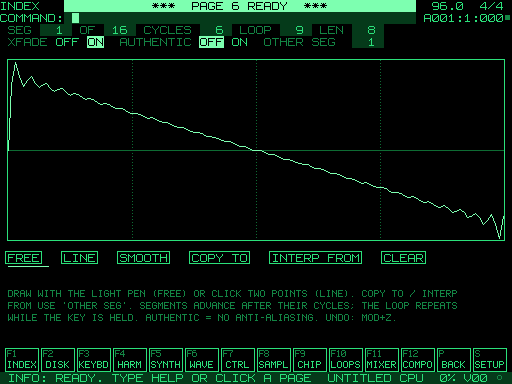 INDEX *** PAGE 6 READY *** 96.0 4/4
COMMAND: A001:1:000
SEG 1 OF 16 CYCLES 6 LOOP 9 LEN 8
XFADE OFF ON AUTHENTIC OFF ON OTHER SEG 1
FREE LINE SMOOTH COPY TO INTERP FROM CLEAR
DRAW WITH THE LIGHT PEN (FREE) OR CLICK TWO POINTS (LINE). COPY TO / INTERP
FROM USE 'OTHER SEG'. SEGMENTS ADVANCE AFTER THEIR CYCLES; THE LOOP REPEATS
WHILE THE KEY IS HELD. AUTHENTIC = NO ANTI-ALIASING. UNDO: MOD+Z.
F1 F2 F3 F4 F5 F6 F7 F8 F9 F10 F11 F12 P S
INDEX DISK KEYBD HARM SYNTH WAVE CTRL SAMPL CHIP LOOPS MIXER COMPO BACK SETUP
INFO: READY. TYPE HELP OR CLICK A PAGE UNTITLED CPU 0% V00